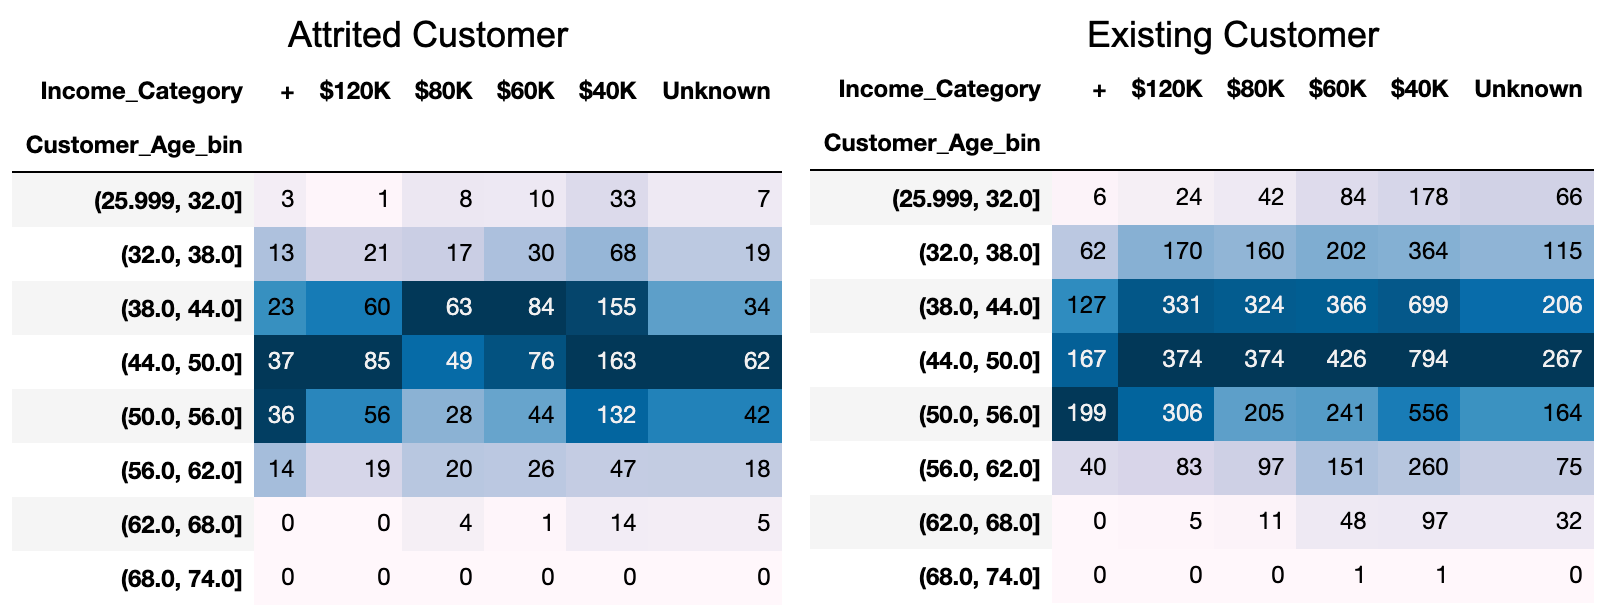 Attrited Customer
Income_Category + $120K $80K $60K $40K Unknown
Customer_Age_bin
(25.999, 32.0] 3 1 8 10 33 7
(32.0, 38.0] 13 21 17 30 68 19
(38.0, 44.0] 23 60 63 84 155 34
(44.0, 50.0] 37 85 49 76 163 62
(50.0, 56.0] 36 56 28 44 132 42
(56.0, 62.0] 14 19 20 26 47 18
(62.0, 68.0] 0 0 4 1 14 5
(68.0, 74.0] 0 0 0 0 0 0
Existing Customer
Income_Category + $120K $80K $60K $40K Unknown
Customer_Age_bin
(25.999, 32.0] 6 24 42 84 178 66
(32.0, 38.0] 62 170 160 202 364 115
(38.0, 44.0] 127 331 324 366 699 206
(44.0, 50.0] 167 374 374 426 794 267
(50.0, 56.0] 199 306 205 241 556 164
(56.0, 62.0] 40 83 97 151 260 75
(62.0, 68.0] 0 5 11 48 97 32
(68.0, 74.0] 0 0 0 1 1 0